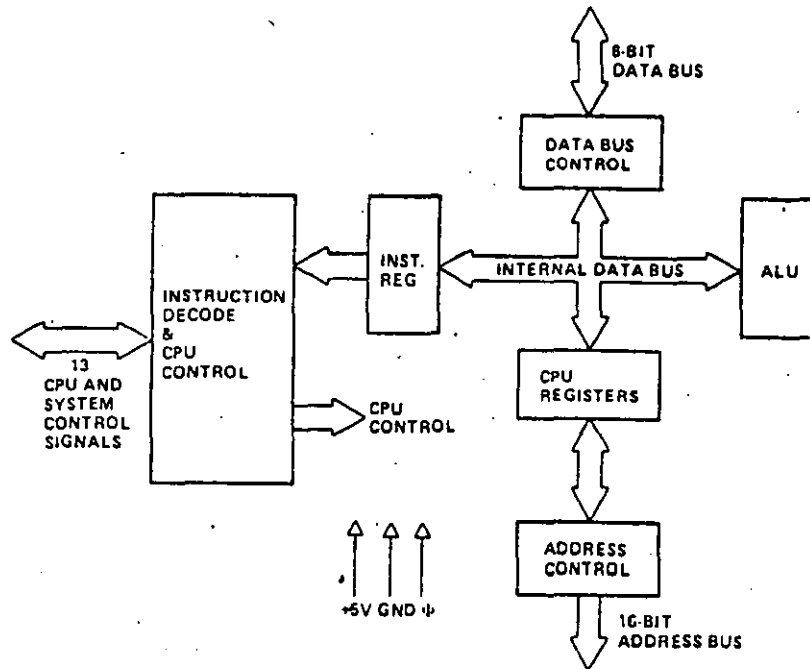 8-BIT
DATA BUS
DATA BUS
CONTROL
INST.
REG
INTERNAL DATA BUS
ALU
INSTRUCTION
DECODE
&
CPU
CONTROL
13
CPU AND
SYSTEM
CONTROL
SIGNALS
CPU
CONTROL
CPU
REGISTERS
ADDRESS
CONTROL
+5V GND Φ
16-BIT
ADDRESS BUS